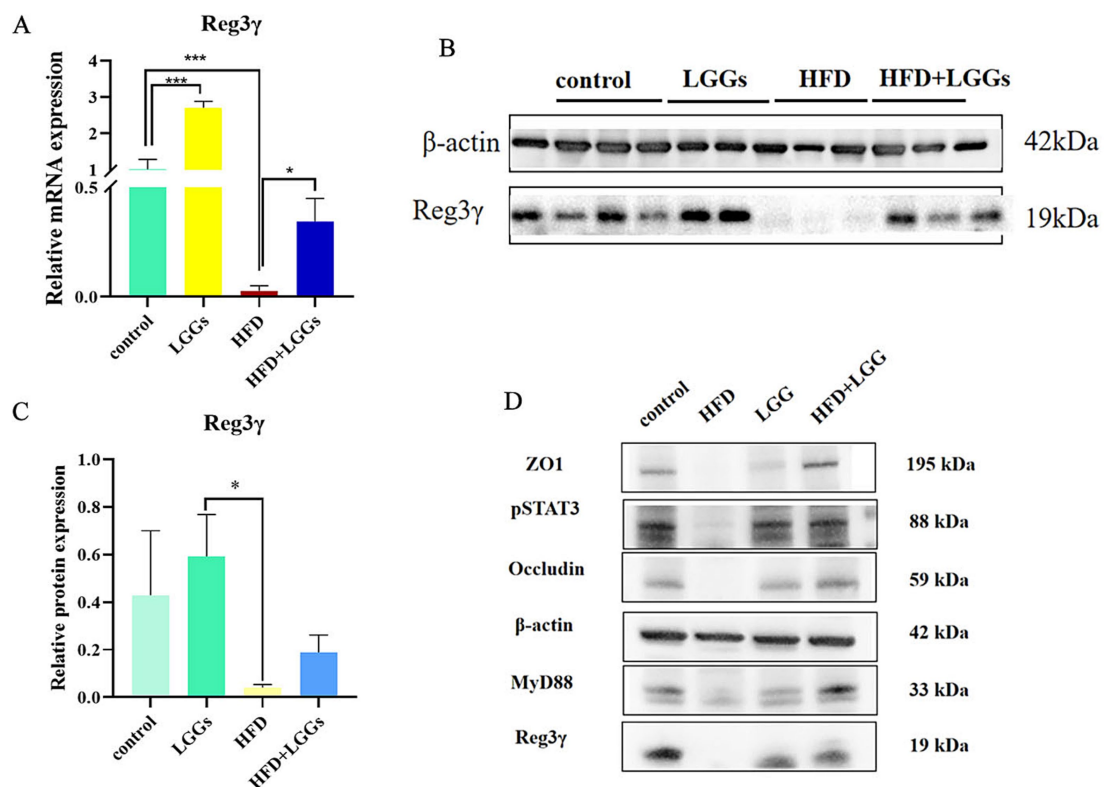 A
Reg3γ
Relative mRNA expression
4
3
2
1
0.5
0.0
***
***
*
control
LGGs
HFD
HFD+LGGs
B
control LGGs HFD HFD+LGGs
β-actin 42kDa
Reg3γ 19kDa
C
Reg3γ
Relative protein expression
1.0
0.8
0.6
0.4
0.2
0.0
*
control
LGGs
HFD
HFD+LGGs
D
control HFD LGG HFD+LGG
ZO1 195 kDa
pSTAT3 88 kDa
Occludin 59 kDa
β-actin 42 kDa
MyD88 33 kDa
Reg3γ 19 kDa